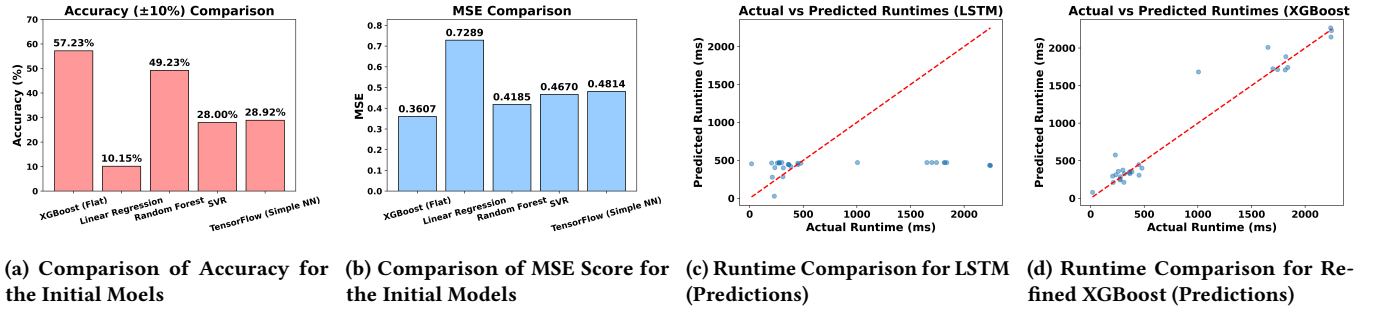 Accuracy (±10%) Comparison
Accuracy (%)
70
60
50
40
30
20
10
0
57.23%
10.15%
49.23%
28.00%
28.92%
XGBoost (Flat)
Linear Regression
Random Forest
SVR
TensorFlow (Simple NN)
(a) Comparison of Accuracy for
the Initial Moels
MSE Comparison
MSE
0.8
0.7
0.6
0.5
0.4
0.3
0.2
0.1
0.0
0.3607
0.7289
0.4185
0.4670
0.4814
XGBoost (Flat)
Linear Regression
Random Forest
SVR
TensorFlow (Simple NN)
(b) Comparison of MSE Score for
the Initial Models
Actual vs Predicted Runtimes (LSTM)
Predicted Runtime (ms)
2000
1500
1000
500
0
0 500 1000 1500 2000
Actual Runtime (ms)
(c) Runtime Comparison for LSTM
(Predictions)
Actual vs Predicted Runtimes (XGBoost
Predicted Runtime (ms)
2000
1500
1000
500
0
0 500 1000 1500 2000
Actual Runtime (ms)
(d) Runtime Comparison for Re-
fined XGBoost (Predictions)